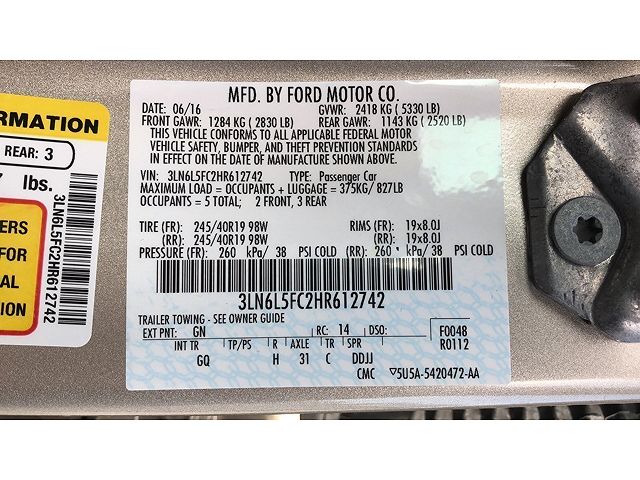 MFD. BY FORD MOTOR CO.
DATE: 06/16 GVWR: 2418 KG ( 5330 LB)
FRONT GAWR: 1284 KG ( 2830 LB) REAR GAWR: 1143 KG ( 2520 LB)
THIS VEHICLE CONFORMS TO ALL APPLICABLE FEDERAL MOTOR
VEHICLE SAFETY, BUMPER, AND THEFT PREVENTION STANDARDS
IN EFFECT ON THE DATE OF MANUFACTURE SHOWN ABOVE.
VIN: 3LN6L5FC2HR612742 TYPE: Passenger Car
MAXIMUM LOAD = OCCUPANTS + LUGGAGE = 375KG/ 827LB
OCCUPANTS = 5 TOTAL; 2 FRONT, 3 REAR
TIRE (FR): 245/40R19 98W RIMS (FR): 19x8.0J
(RR): 245/40R19 98W (RR): 19x8.0J
PRESSURE (FR): 260 kPa/ 38 PSI COLD (RR): 260 kPa/ 38 PSI COLD
3LN6L5FC2HR612742
TRAILER TOWING - SEE OWNER GUIDE
EXT PNT: GN RC: 14 DSO: F0048
INT TR TP/PS R AXLE TR SPR R0112
GQ H 31 C DDJJ
CMC ▽5U5A-5420472-AA
ORMATION
REAR: 3
lbs.
ERS
FOR
AL
ION
3LN6L5FC2HR612742